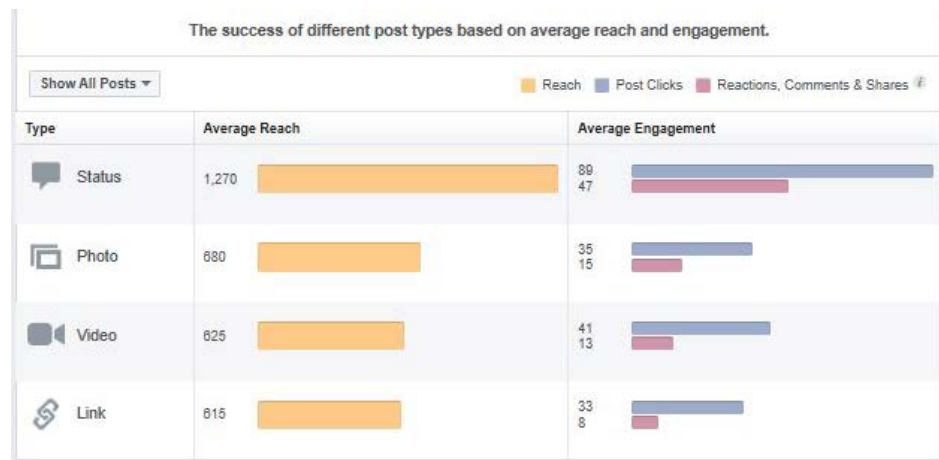 The success of different post types based on average reach and engagement.
Show All Posts
Reach Post Clicks Reactions, Comments & Shares i
Type Average Reach Average Engagement
Status 1,270 89
47
Photo 680 35
15
Video 625 41
13
Link 615 33
8